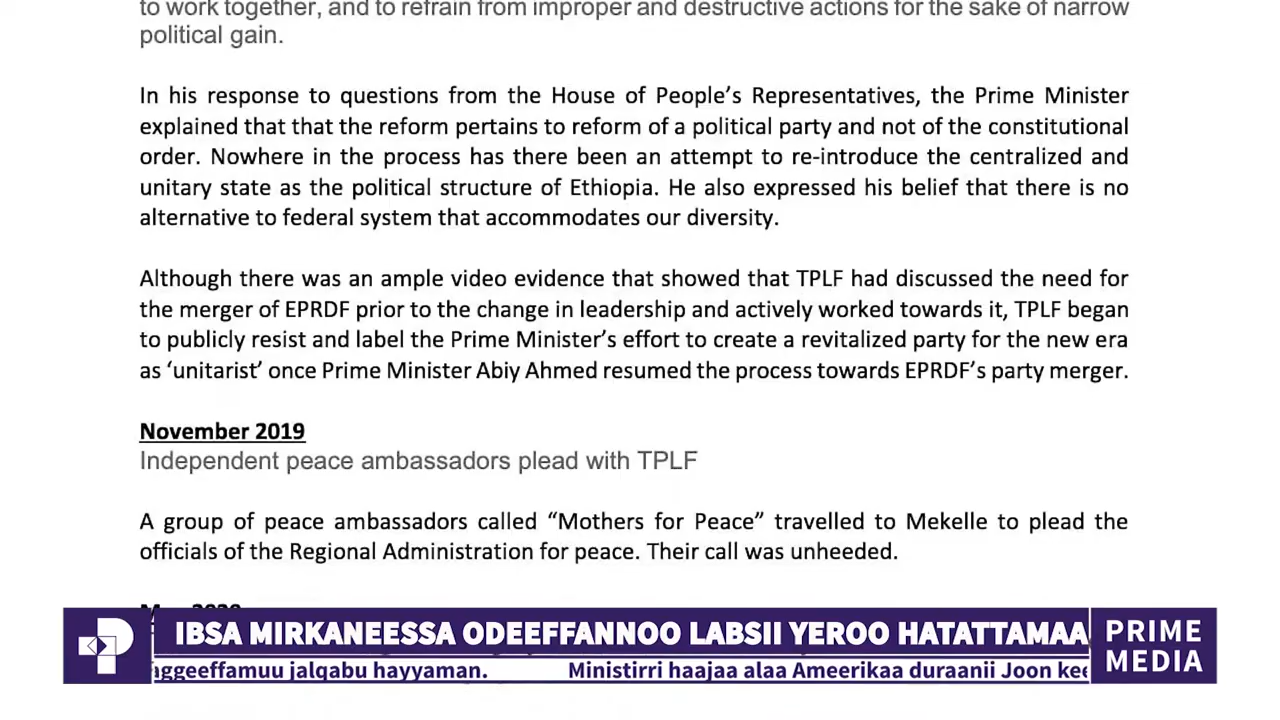 to work together, and to refrain from improper and destructive actions for the sake of narrow
political gain.
In his response to questions from the House of People's Representatives, the Prime Minister
explained that that the reform pertains to reform of a political party and not of the constitutional
order. Nowhere in the process has there been an attempt to re-introduce the centralized and
unitary state as the political structure of Ethiopia. He also expressed his belief that there is no
alternative to federal system that accommodates our diversity.
Although there was an ample video evidence that showed that TPLF had discussed the need for
the merger of EPRDF prior to the change in leadership and actively worked towards it, TPLF began
to publicly resist and label the Prime Minister's effort to create a revitalized party for the new era
as 'unitarist' once Prime Minister Abiy Ahmed resumed the process towards EPRDF's party merger.
November 2019
Independent peace ambassadors plead with TPLF
A group of peace ambassadors called “Mothers for Peace” travelled to Mekelle to plead the
officials of the Regional Administration for peace. Their call was unheeded.
IBSA MIRKANEESSA ODEEFFANNOO LABSII YEROO HATATTAMAA
aggeeffamuu jalqabu hayyaman. Ministirri haajaa alaa Ameerikaa duraanii Joon kee
PRIME
MEDIA